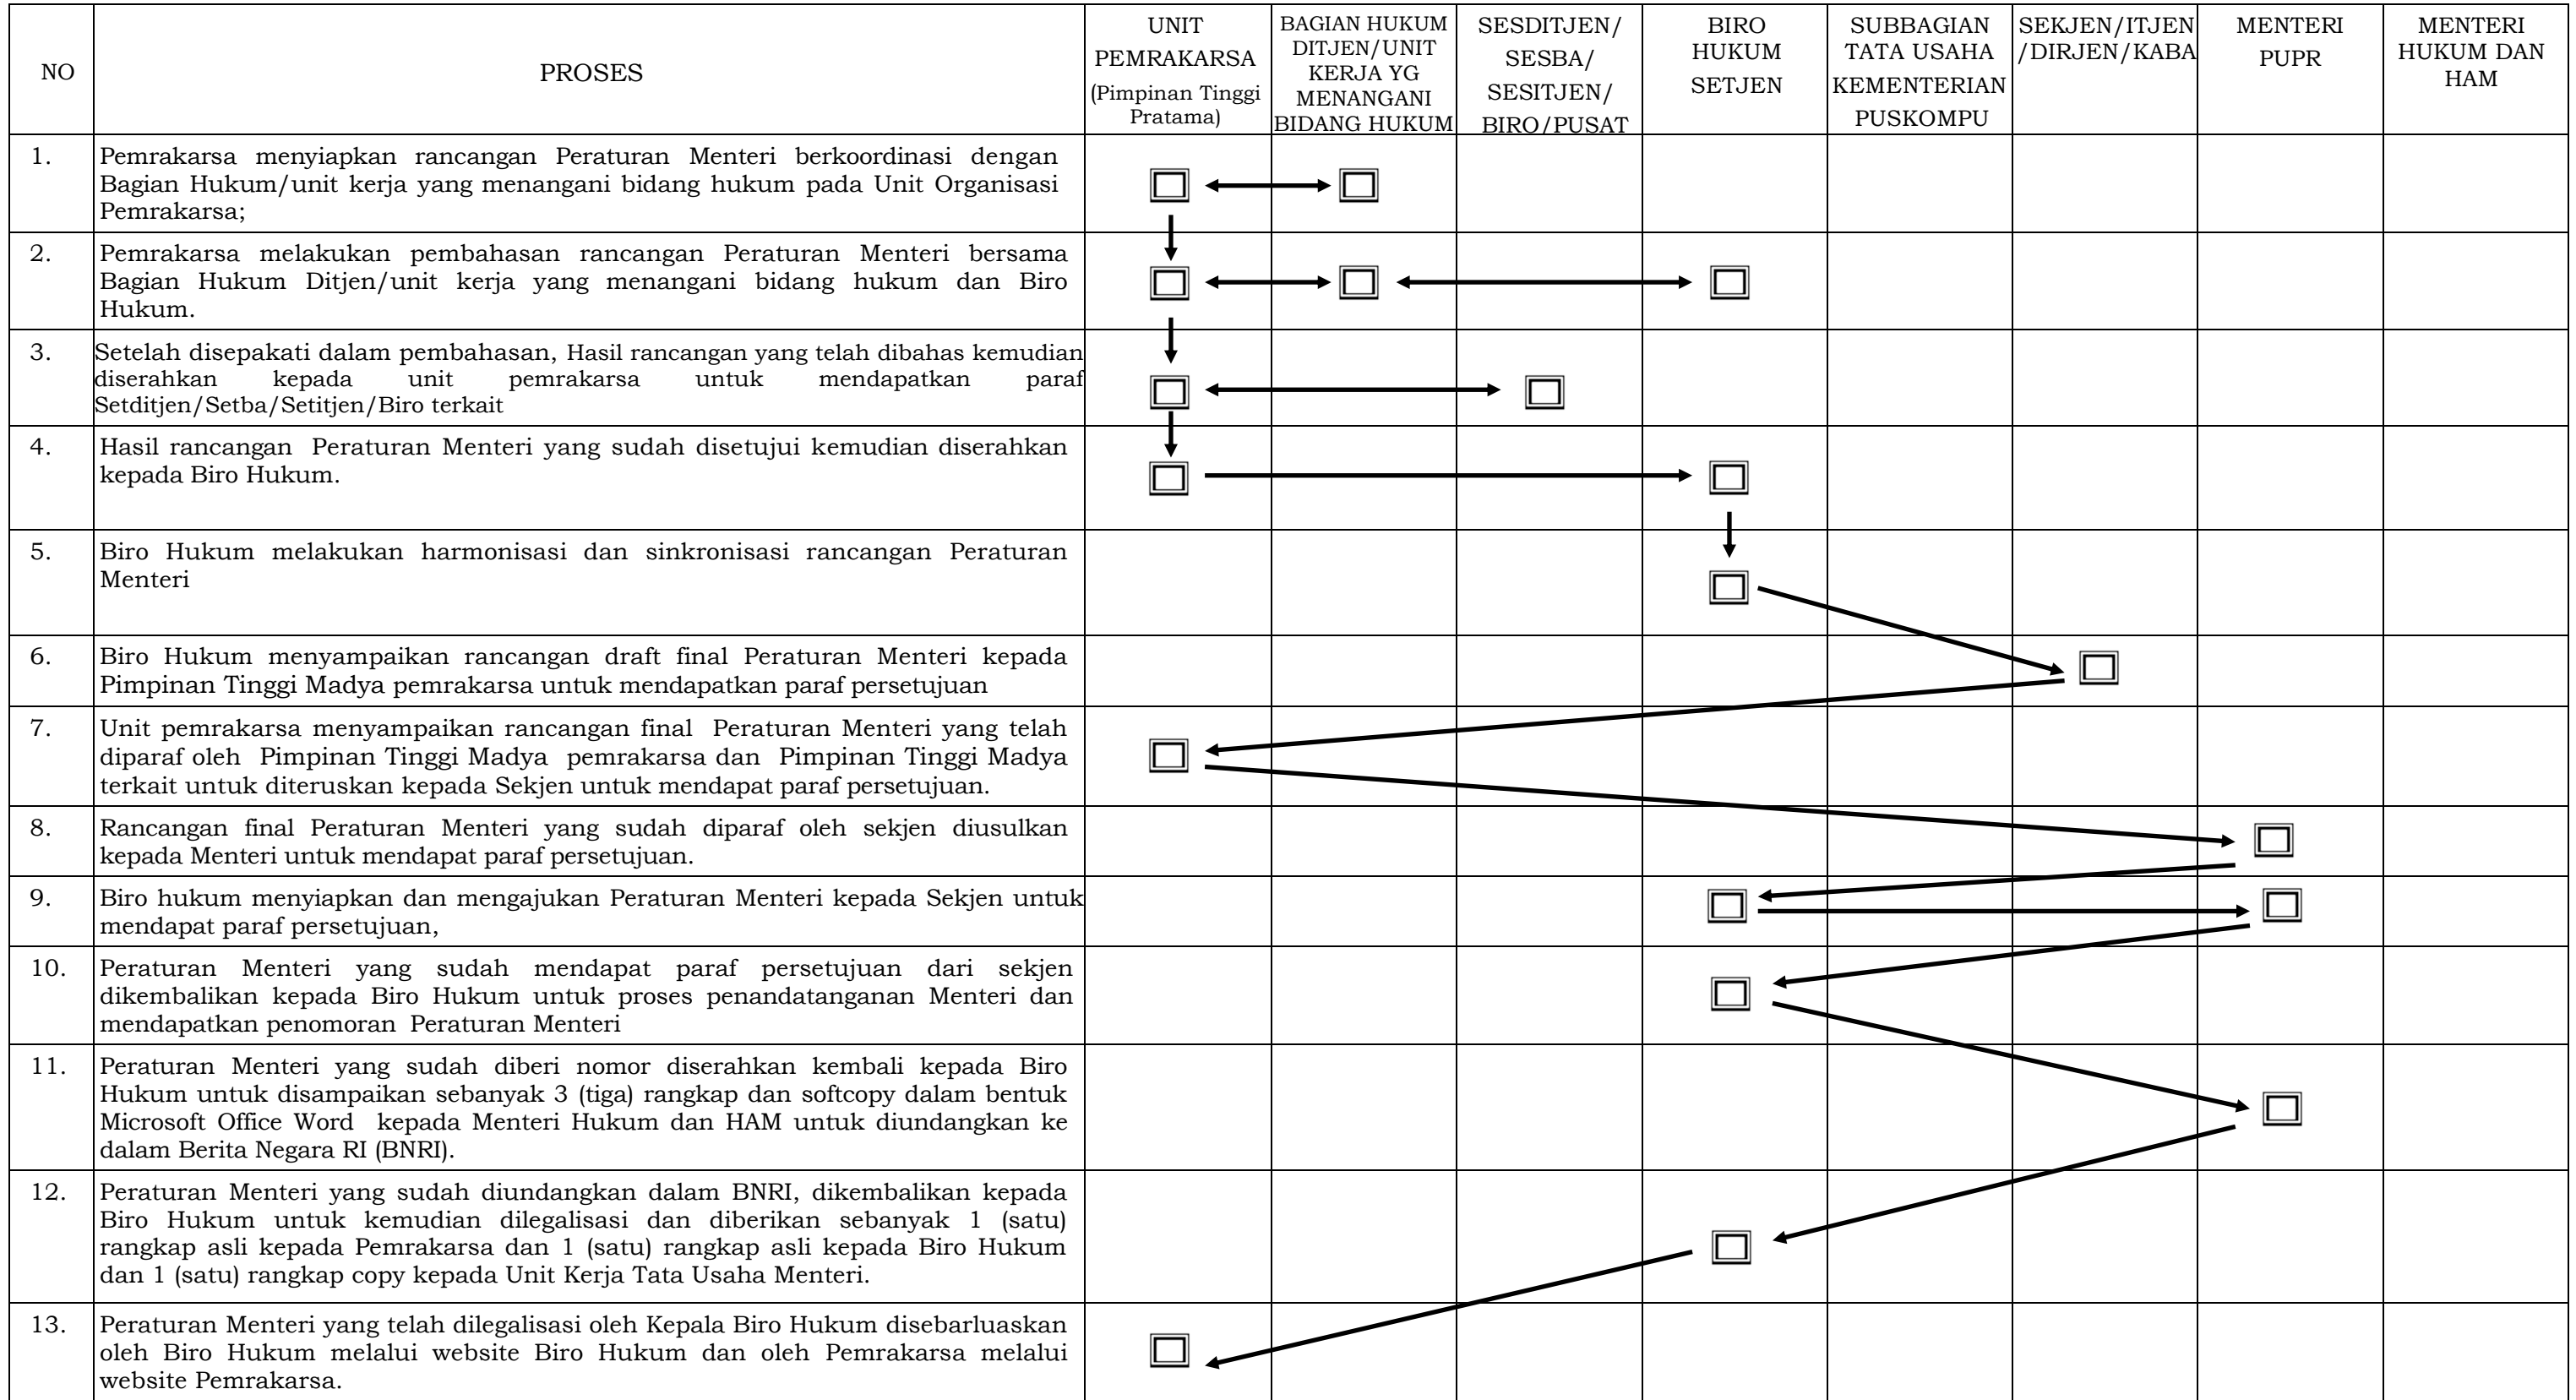 NO
PROSES
UNIT
PEMRAKARSA
(Pimpinan Tinggi
Pratama)
BAGIAN HUKUM
DITJEN/UNIT
KERJA YG
MENANGANI
BIDANG HUKUM
SESDITJEN/
SESBA/
SESITJEN/
BIRO/PUSAT
BIRO
HUKUM
SETJEN
SUBBAGIAN
TATA USAHA
KEMENTERIAN
PUSKOMPU
SEKJEN/ITJEN
/DIRJEN/KABA
MENTERI
PUPR
MENTERI
HUKUM DAN
HAM
1.
Pemrakarsa menyiapkan rancangan Peraturan Menteri berkoordinasi dengan
Bagian Hukum/unit kerja yang menangani bidang hukum pada Unit Organisasi
Pemrakarsa;
2.
Pemrakarsa melakukan pembahasan rancangan Peraturan Menteri bersama
Bagian Hukum Ditjen/unit kerja yang menangani bidang hukum dan Biro
Hukum.
3.
Setelah disepakati dalam pembahasan, Hasil rancangan yang telah dibahas kemudian
diserahkan kepada unit pemrakarsa untuk mendapatkan paraf
Setditjen/Setba/Setitjen/Biro terkait
4.
Hasil rancangan Peraturan Menteri yang sudah disetujui kemudian diserahkan
kepada Biro Hukum.
5.
Biro Hukum melakukan harmonisasi dan sinkronisasi rancangan Peraturan
Menteri
6.
Biro Hukum menyampaikan rancangan draft final Peraturan Menteri kepada
Pimpinan Tinggi Madya pemrakarsa untuk mendapatkan paraf persetujuan
7.
Unit pemrakarsa menyampaikan rancangan final Peraturan Menteri yang telah
diparaf oleh Pimpinan Tinggi Madya pemrakarsa dan Pimpinan Tinggi Madya
terkait untuk diteruskan kepada Sekjen untuk mendapat paraf persetujuan.
8.
Rancangan final Peraturan Menteri yang sudah diparaf oleh sekjen diusulkan
kepada Menteri untuk mendapat paraf persetujuan.
9.
Biro hukum menyiapkan dan mengajukan Peraturan Menteri kepada Sekjen untuk
mendapat paraf persetujuan,
10.
Peraturan Menteri yang sudah mendapat paraf persetujuan dari sekjen
dikembalikan kepada Biro Hukum untuk proses penandatanganan Menteri dan
mendapatkan penomoran Peraturan Menteri
11.
Peraturan Menteri yang sudah diberi nomor diserahkan kembali kepada Biro
Hukum untuk disampaikan sebanyak 3 (tiga) rangkap dan softcopy dalam bentuk
Microsoft Office Word kepada Menteri Hukum dan HAM untuk diundangkan ke
dalam Berita Negara RI (BNRI).
12.
Peraturan Menteri yang sudah diundangkan dalam BNRI, dikembalikan kepada
Biro Hukum untuk kemudian dilegalisasi dan diberikan sebanyak 1 (satu)
rangkap asli kepada Pemrakarsa dan 1 (satu) rangkap asli kepada Biro Hukum
dan 1 (satu) rangkap copy kepada Unit Kerja Tata Usaha Menteri.
13.
Peraturan Menteri yang telah dilegalisasi oleh Kepala Biro Hukum disebarluaskan
oleh Biro Hukum melalui website Biro Hukum dan oleh Pemrakarsa melalui
website Pemrakarsa.